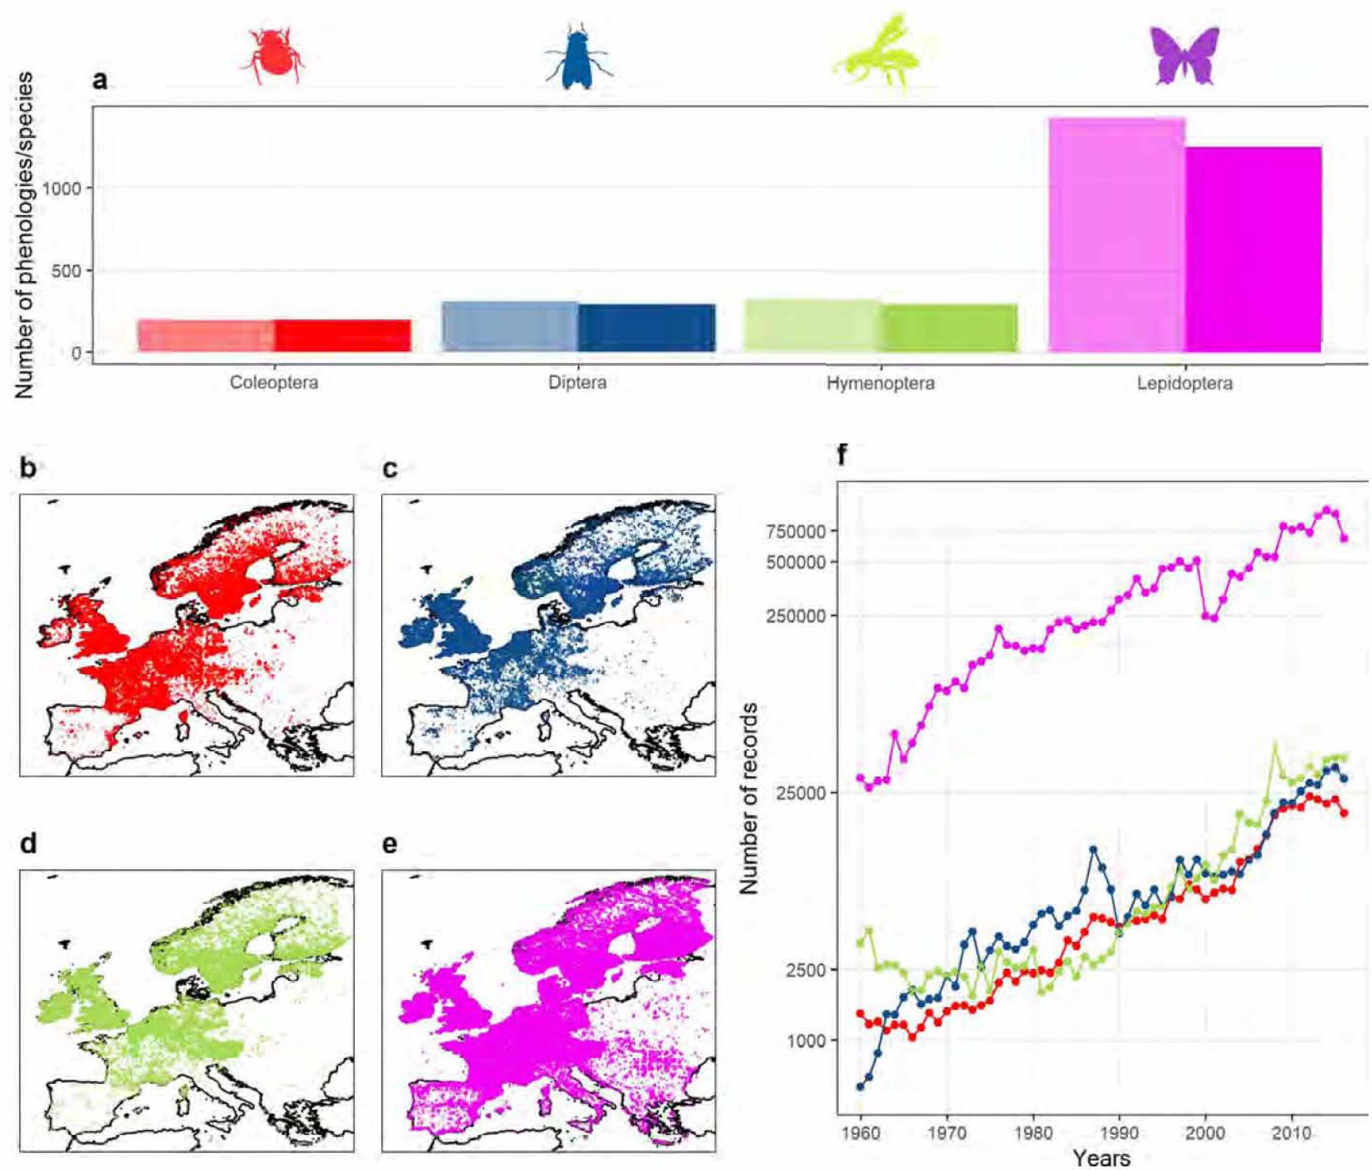 a
Number of phenologies/species
1000
500
0
Coleoptera
Diptera
Hymenoptera
Lepidoptera
b
c
d
e
f
Number of records
750000
500000
250000
25000
2500
1000
1960
1970
1980
1990
2000
2010
Years